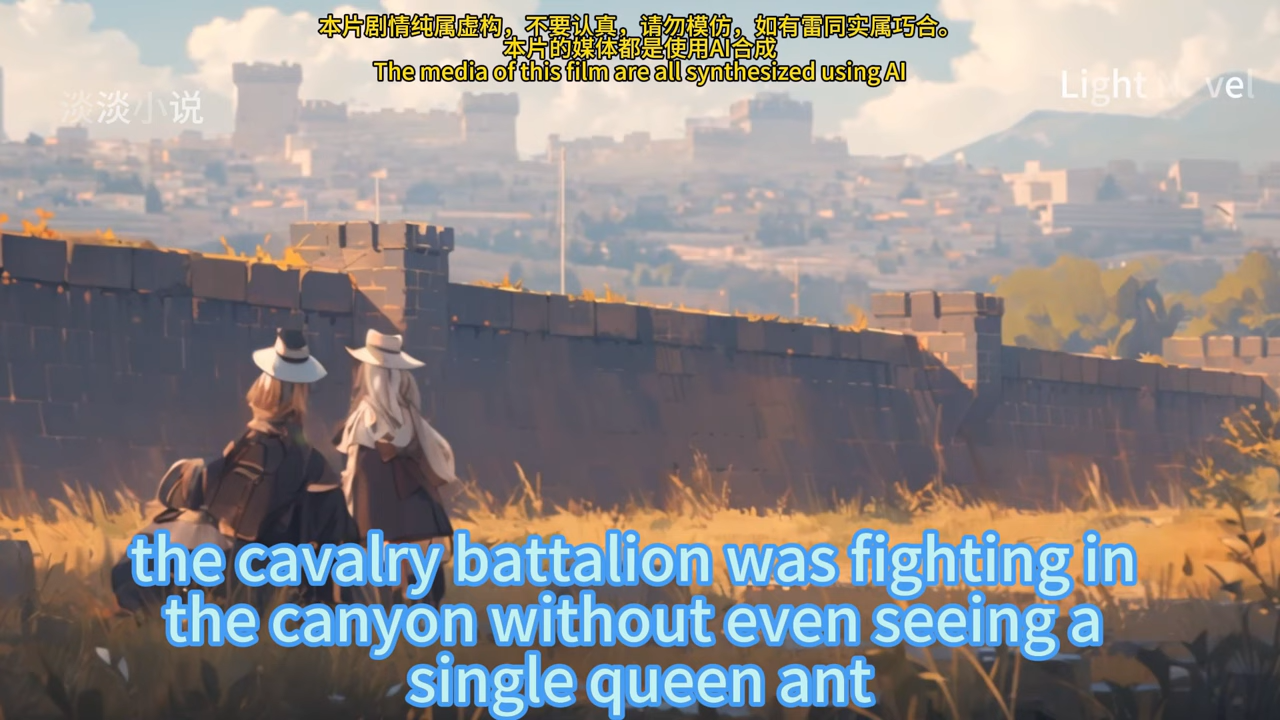 本片剧情纯属虚构，不要认真，请勿模仿，如有雷同实属巧合。
本片的媒体都是使用AI合成
The media of this film are all synthesized using AI
淡淡小说
Light Novel
the cavalry battalion was fighting in
the canyon without even seeing a
single queen ant